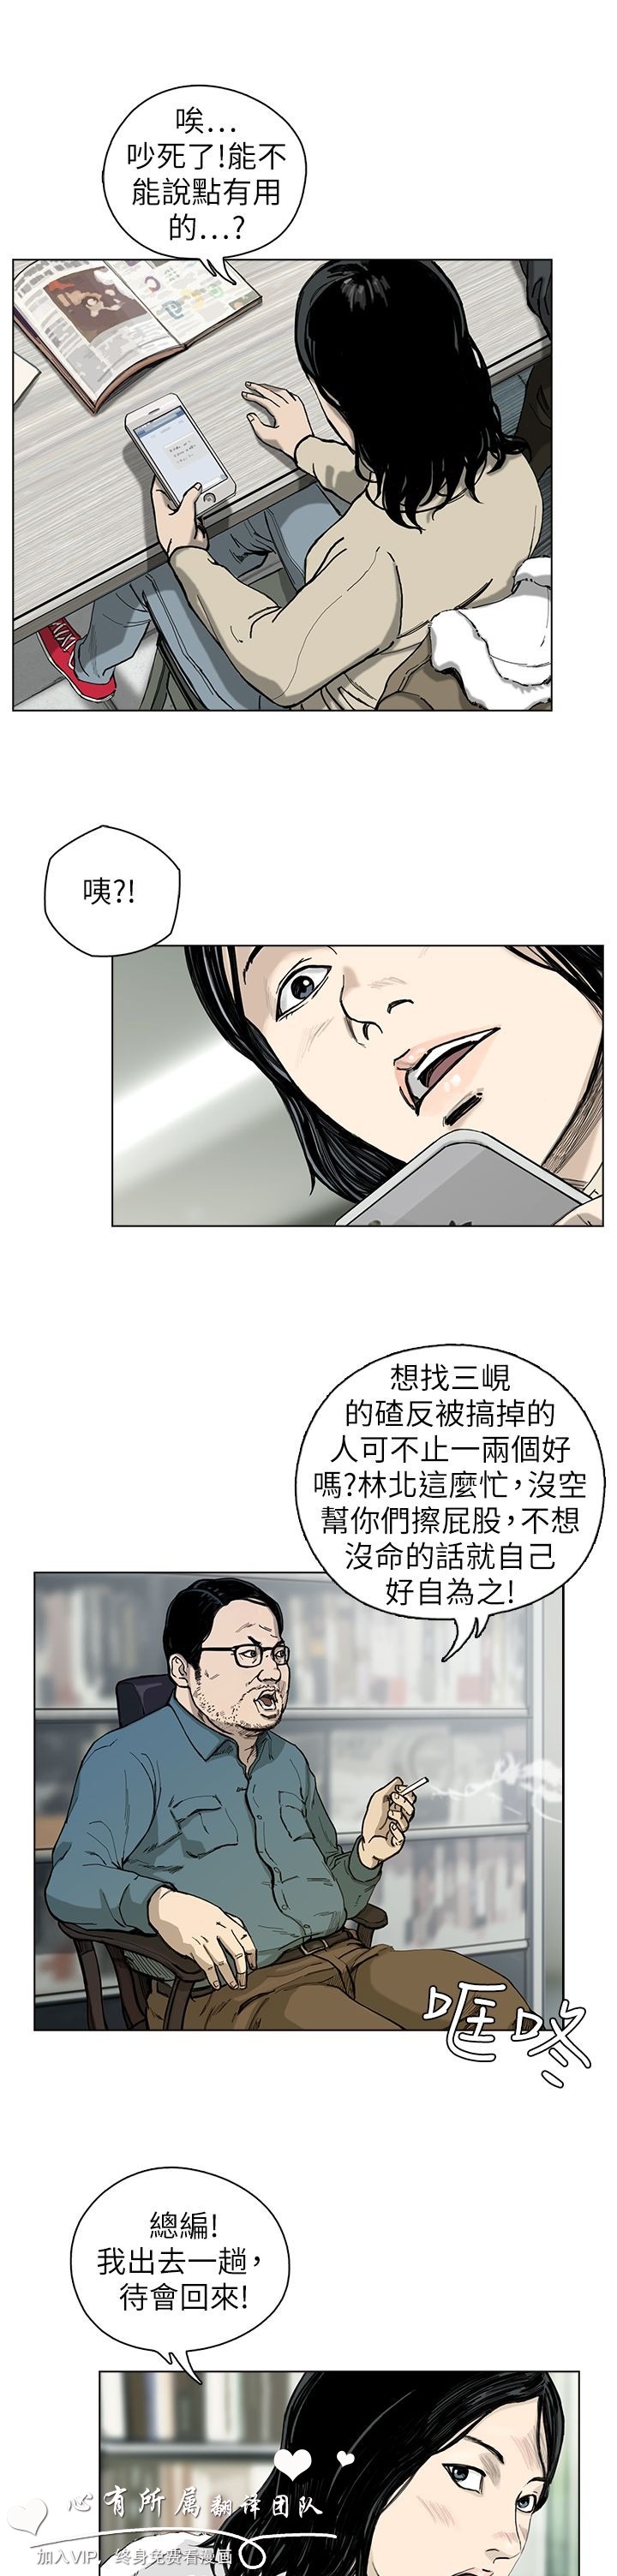 唉...
吵死了!能不
能說點有用
的...?
咦?!
想找三峴
的碴反被搞掉的
人可不止一兩個好
嗎?林北這麼忙,沒空
幫你們擦屁股,不想
沒命的話就自己
好自為之!
哐咚
總編!
我出去一趟,
待會回來!
心有所属翻译团队
加入VIP,终身免费看漫画